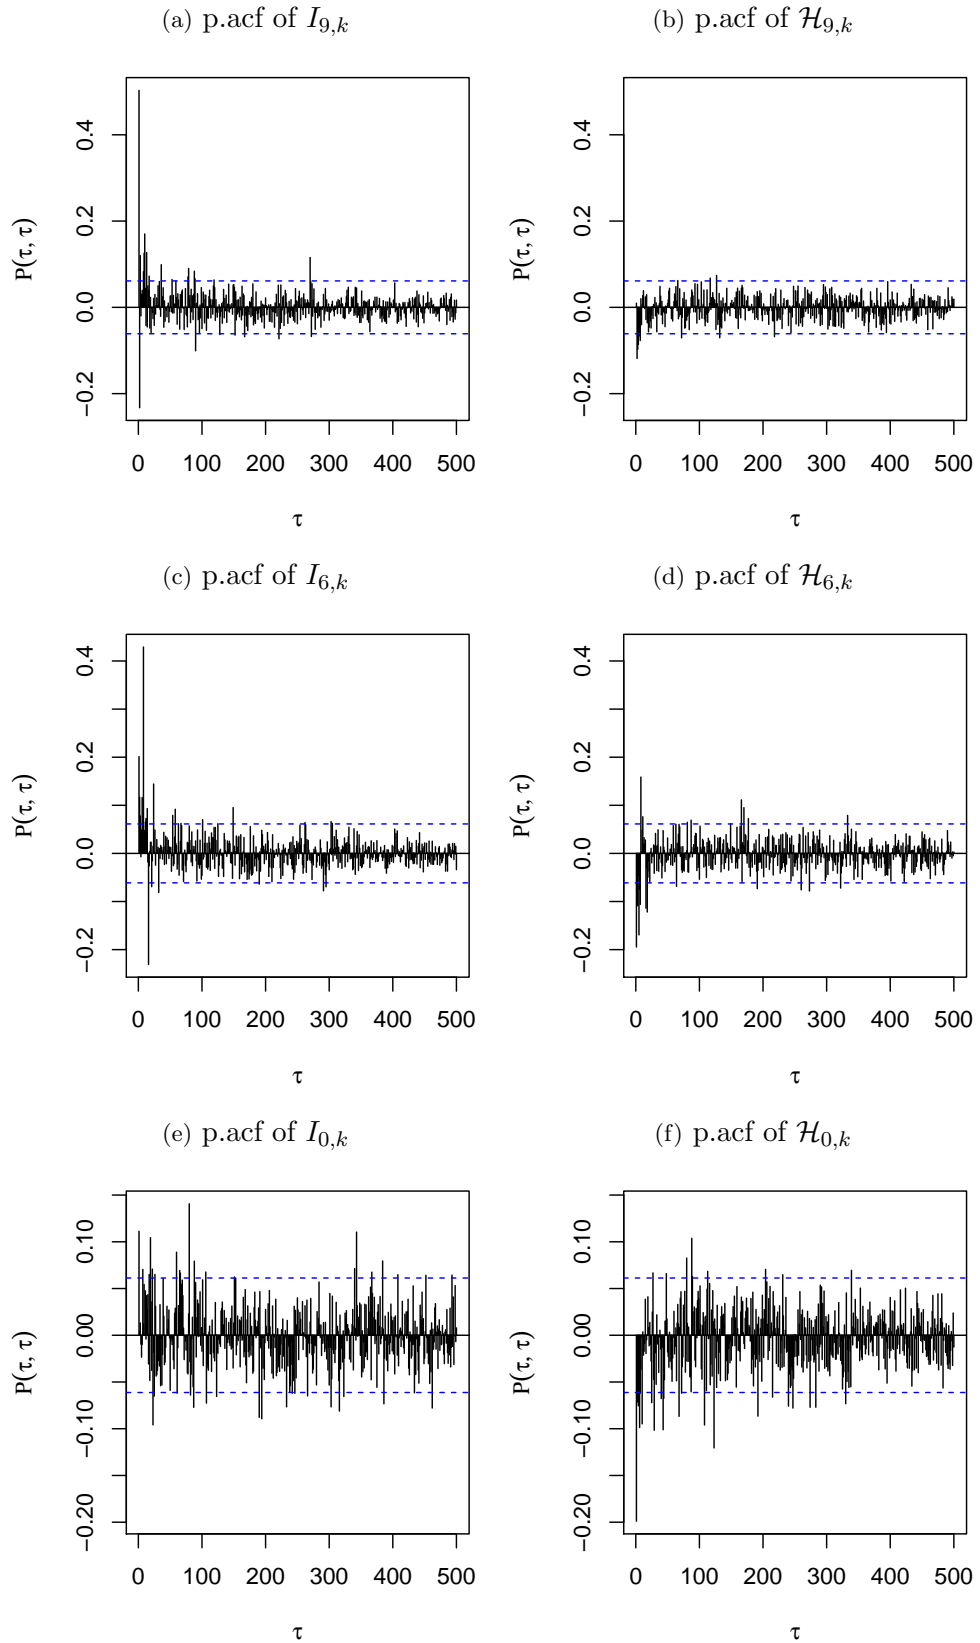 (a) p.acf of I_{9,k}
(b) p.acf of \mathcal{H}_{9,k}
P(τ, τ)
0.4
0.2
0.0
−0.2
0 100 200 300 400 500
τ
P(τ, τ)
0.4
0.2
0.0
−0.2
0 100 200 300 400 500
τ
(c) p.acf of I_{6,k}
(d) p.acf of \mathcal{H}_{6,k}
P(τ, τ)
0.4
0.2
0.0
−0.2
0 100 200 300 400 500
τ
P(τ, τ)
0.4
0.2
0.0
−0.2
0 100 200 300 400 500
τ
(e) p.acf of I_{0,k}
(f) p.acf of \mathcal{H}_{0,k}
P(τ, τ)
0.10
0.00
−0.10
−0.20
0 100 200 300 400 500
τ
P(τ, τ)
0.10
0.00
−0.10
−0.20
0 100 200 300 400 500
τ